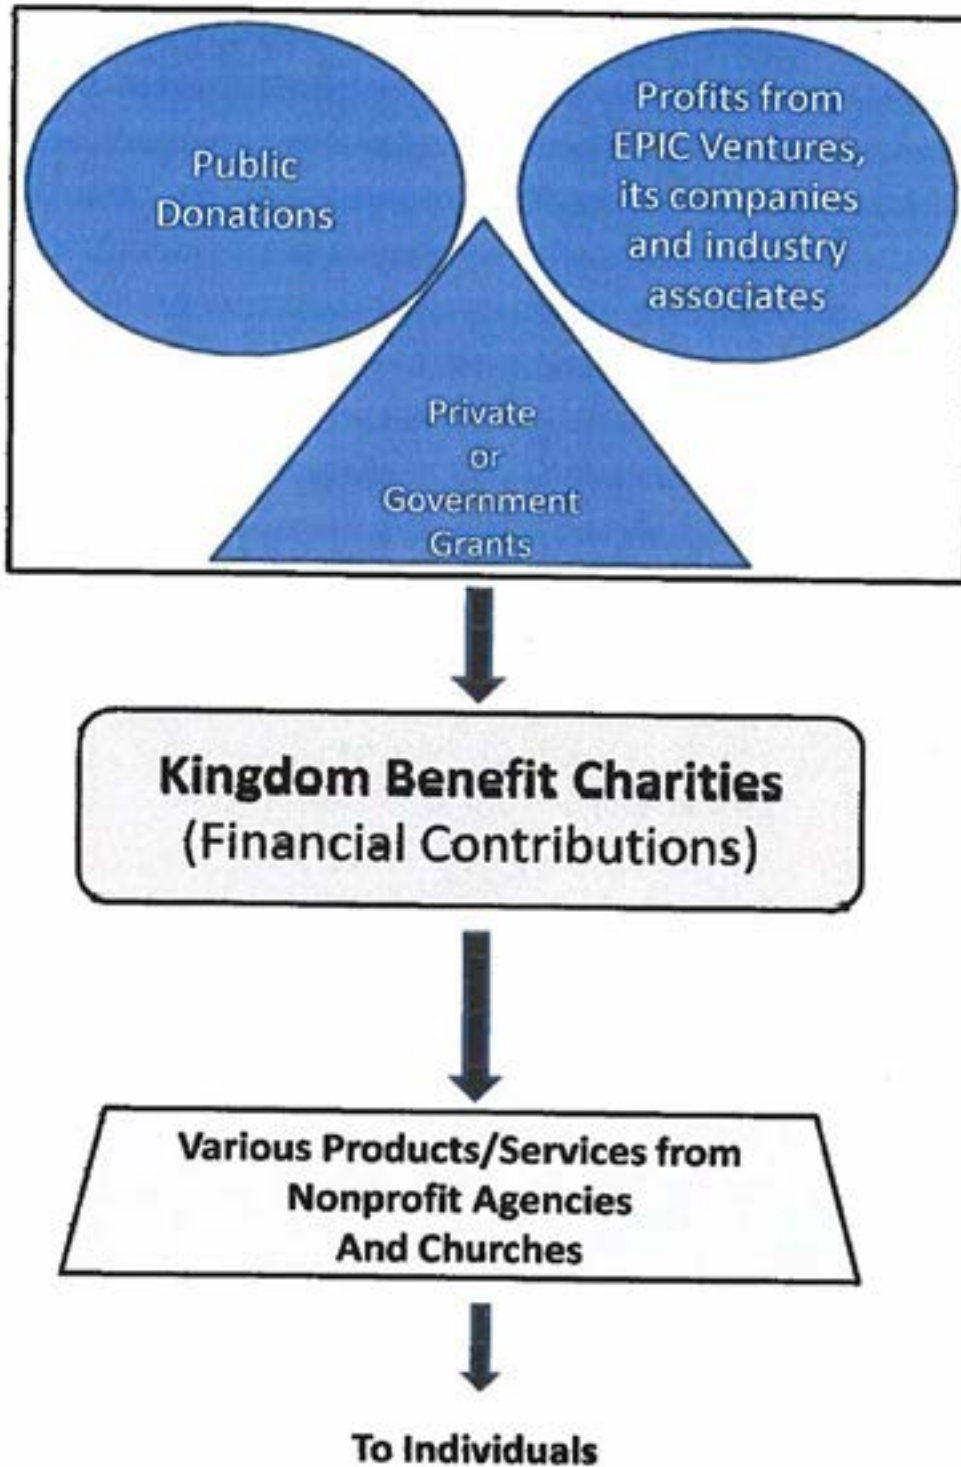 Public
Donations
Profits from
EPIC Ventures,
its companies
and industry
associates
Private
or
Government
Grants
Kingdom Benefit Charities
(Financial Contributions)
Various Products/Services from
Nonprofit Agencies
And Churches
To Individuals